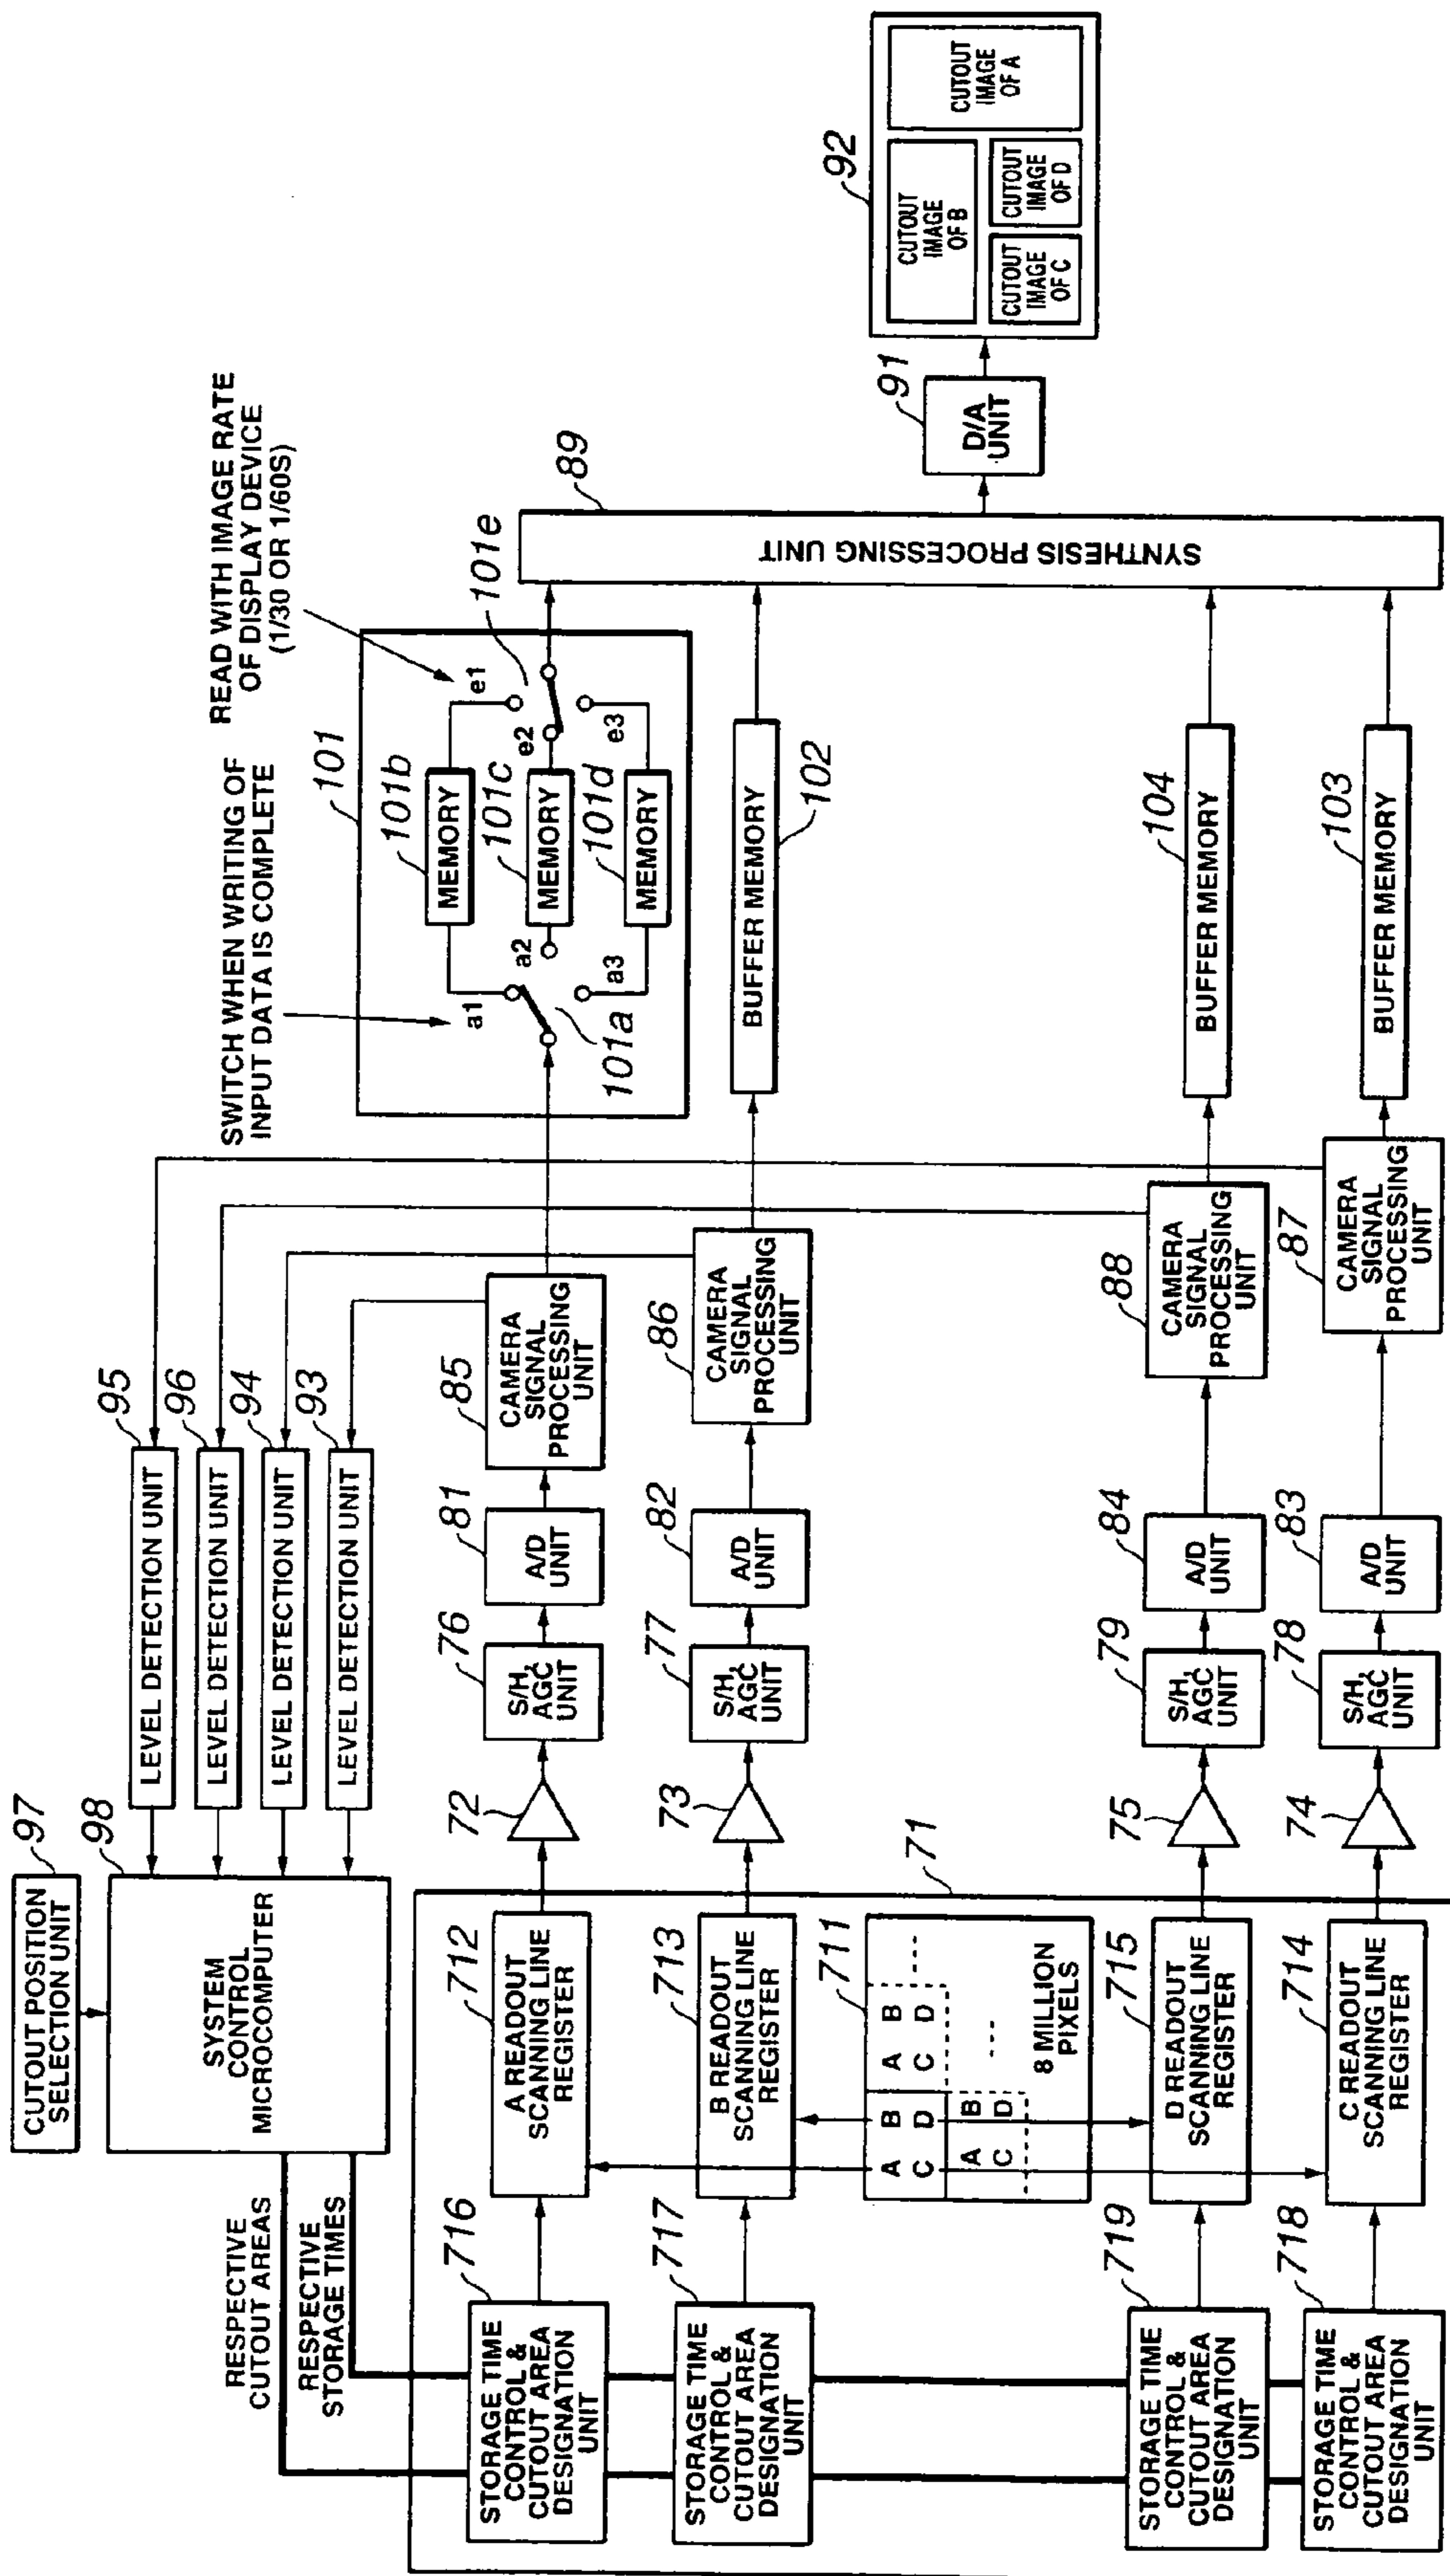 CUTOUT POSITION
SELECTION UNIT
97
SYSTEM
CONTROL
MICROCOMPUTER
98
RESPECTIVE
CUTOUT AREAS
RESPECTIVE
STORAGE TIMES
LEVEL DETECTION UNIT
95
LEVEL DETECTION UNIT
96
LEVEL DETECTION UNIT
94
LEVEL DETECTION UNIT
93
SWITCH WHEN WRITING OF
INPUT DATA IS COMPLETE
READ WITH IMAGE RATE
OF DISPLAY DEVICE
(1/30 OR 1/60S)
STORAGE TIME
CONTROL &
CUTOUT AREA
DESIGNATION
UNIT
716
A READOUT
SCANNING LINE
REGISTER
712
72
S/H,
AGC
UNIT
76
A/D
UNIT
81
CAMERA
SIGNAL
PROCESSING
UNIT
85
101
a1
a2
a3
101a
MEMORY
101b
MEMORY
101c
MEMORY
101d
e1
e2
e3
101e
STORAGE TIME
CONTROL &
CUTOUT AREA
DESIGNATION
UNIT
717
B READOUT
SCANNING LINE
REGISTER
713
73
S/H,
AGC
UNIT
77
A/D
UNIT
82
CAMERA
SIGNAL
PROCESSING
UNIT
86
BUFFER MEMORY
102
SYNTHESIS PROCESSING UNIT
89
D/A
UNIT
91
92
CUTOUT
IMAGE
OF B
CUTOUT
IMAGE
OF A
CUTOUT
IMAGE
OF C
CUTOUT
IMAGE
OF D
71
711
A B A B ----
C D C D
A B ---
C D
8 MILLION
PIXELS
STORAGE TIME
CONTROL &
CUTOUT AREA
DESIGNATION
UNIT
719
D READOUT
SCANNING LINE
REGISTER
715
75
S/H,
AGC
UNIT
79
A/D
UNIT
84
CAMERA
SIGNAL
PROCESSING
UNIT
88
BUFFER MEMORY
104
STORAGE TIME
CONTROL &
CUTOUT AREA
DESIGNATION
UNIT
718
C READOUT
SCANNING LINE
REGISTER
714
74
S/H,
AGC
UNIT
78
A/D
UNIT
83
CAMERA
SIGNAL
PROCESSING
UNIT
87
BUFFER MEMORY
103